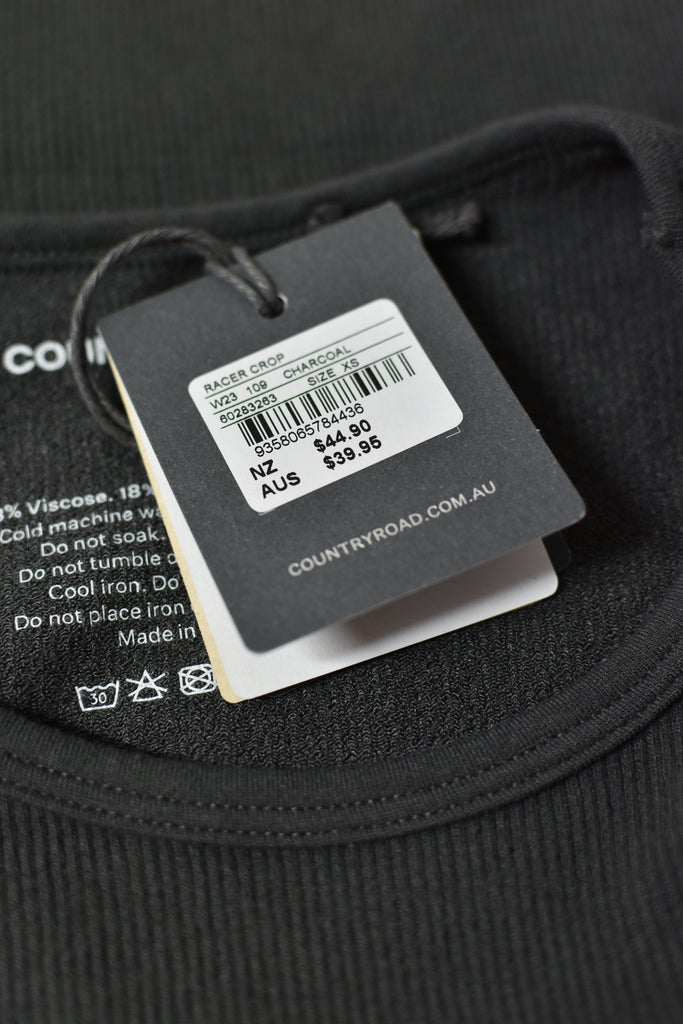 RACER CROP
W23 109 CHARCOAL
60283263 SIZE XS
9358065784436
NZ $44.90
AUS $39.95
COUNTRYROAD.COM.AU
Viscose. 18%
Cold machine
Do not soak.
Do not tumble
Cool iron. Do
Do not place iron
Made in
30